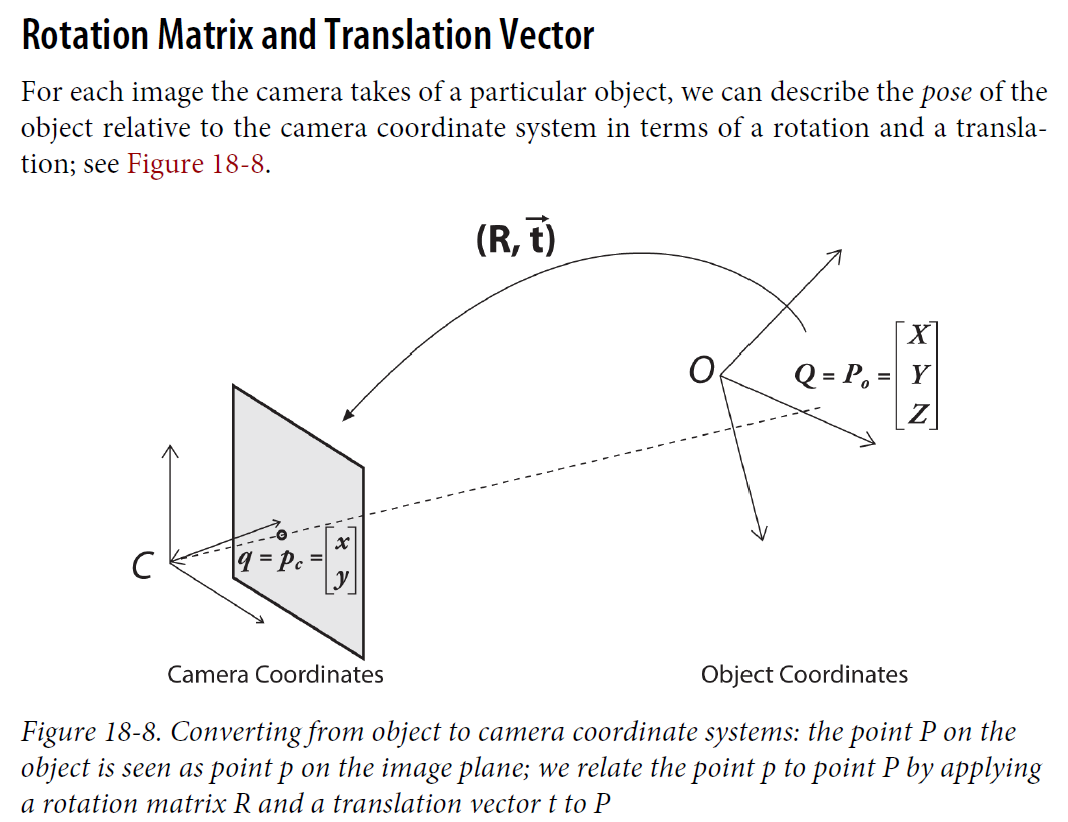 Rotation Matrix and Translation Vector
For each image the camera takes of a particular object, we can describe the pose of the
object relative to the camera coordinate system in terms of a rotation and a transla-
tion; see Figure 18-8.
(R, t⃗)
O
Q = Pₒ = [X Y Z]
C
q = p_c = [x y]
Camera Coordinates
Object Coordinates
Figure 18-8. Converting from object to camera coordinate systems: the point P on the
object is seen as point p on the image plane; we relate the point p to point P by applying
a rotation matrix R and a translation vector t to P